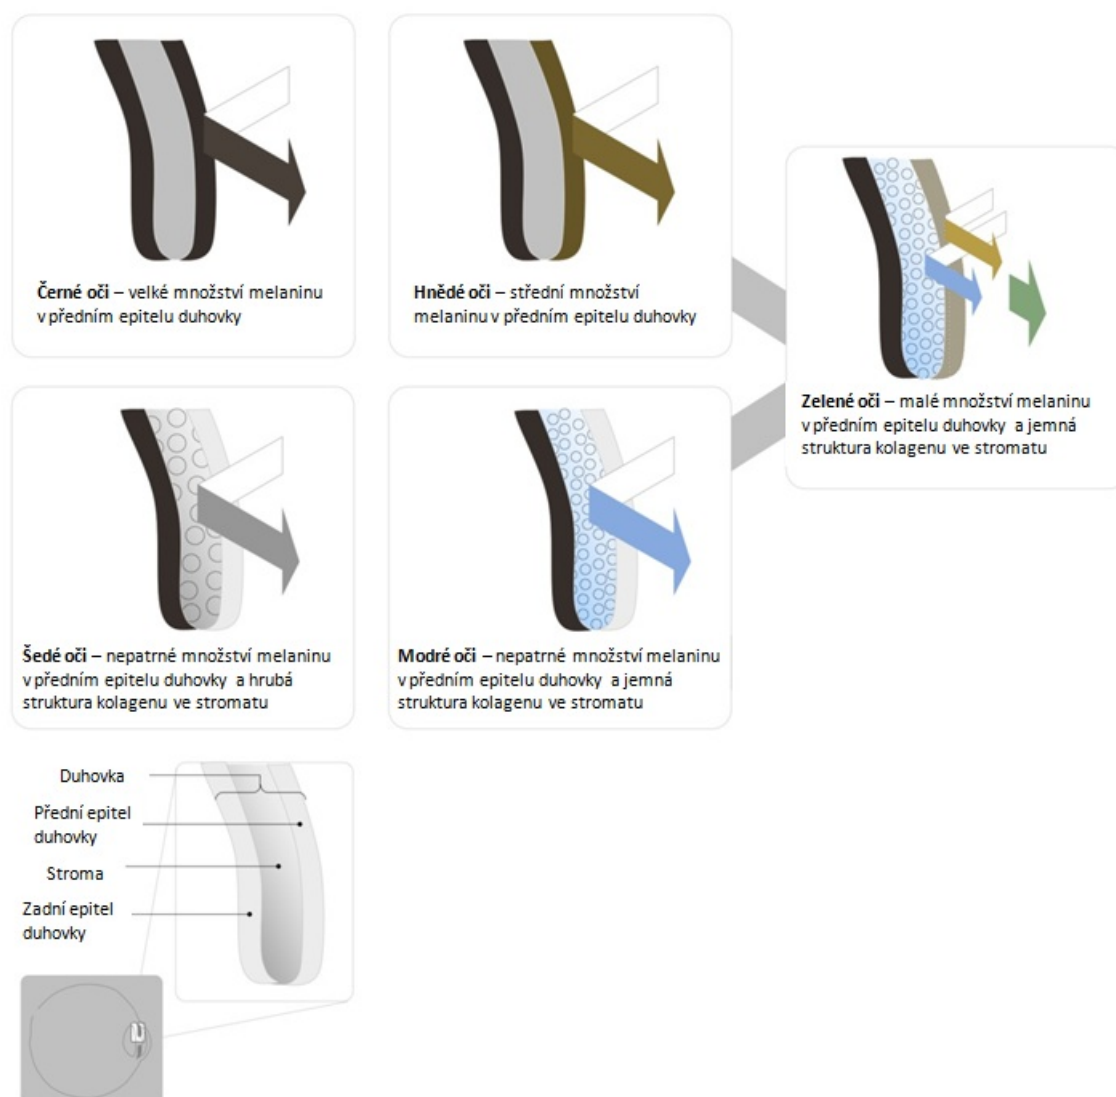 Černé oči – velké množství melaninu
v předním epitelu duhovky
Hnědé oči – střední množství
melaninu v předním epitelu duhovky
Zelené oči – malé množství melaninu
v předním epitelu duhovky a jemná
struktura kolagenu ve stromatu
Šedé oči – nepatrné množství melaninu
v předním epitelu duhovky a hrubá
struktura kolagenu ve stromatu
Modré oči – nepatrné množství melaninu
v předním epitelu duhovky a jemná
struktura kolagenu ve stromatu
Duhovka
Přední epitel
duhovky
Stroma
Zadní epitel
duhovky